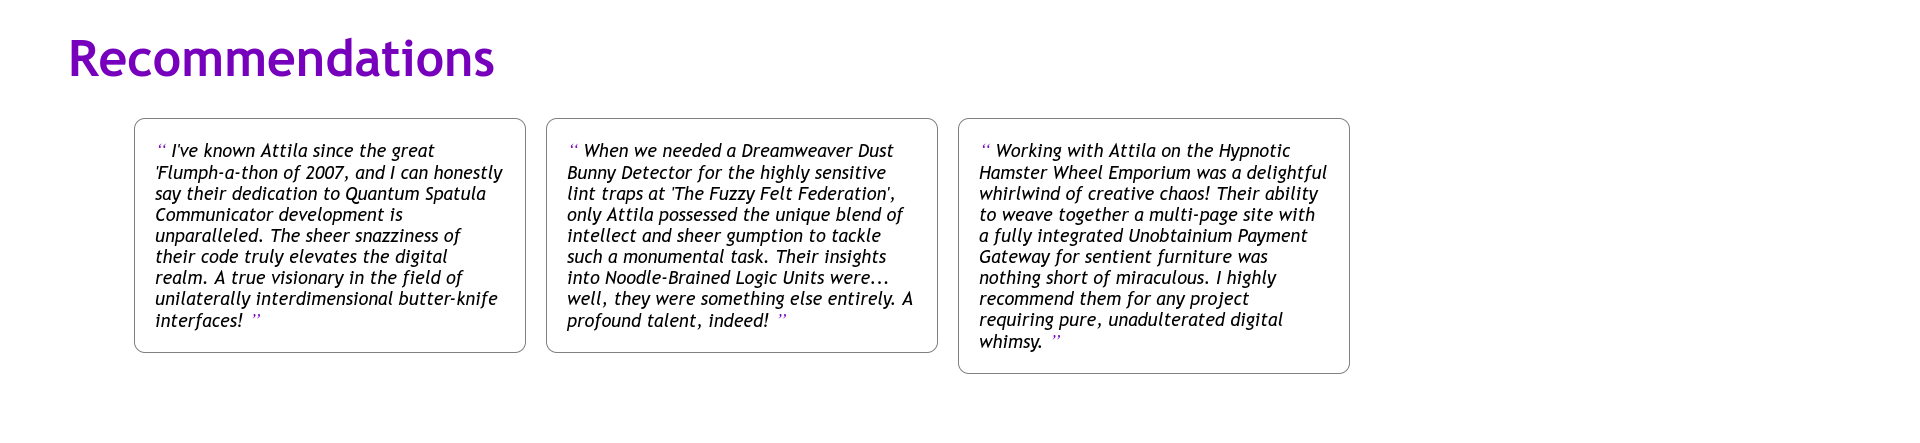 Recommendations
“ I've known Attila since the great
'Flumph-a-thon of 2007, and I can honestly
say their dedication to Quantum Spatula
Communicator development is
unparalleled. The sheer snazziness of
their code truly elevates the digital
realm. A true visionary in the field of
unilaterally interdimensional butter-knife
interfaces! ”
“ When we needed a Dreamweaver Dust
Bunny Detector for the highly sensitive
lint traps at 'The Fuzzy Felt Federation',
only Attila possessed the unique blend of
intellect and sheer gumption to tackle
such a monumental task. Their insights
into Noodle-Brained Logic Units were...
well, they were something else entirely. A
profound talent, indeed! ”
“ Working with Attila on the Hypnotic
Hamster Wheel Emporium was a delightful
whirlwind of creative chaos! Their ability
to weave together a multi-page site with
a fully integrated Unobtainium Payment
Gateway for sentient furniture was
nothing short of miraculous. I highly
recommend them for any project
requiring pure, unadulterated digital
whimsy. ”